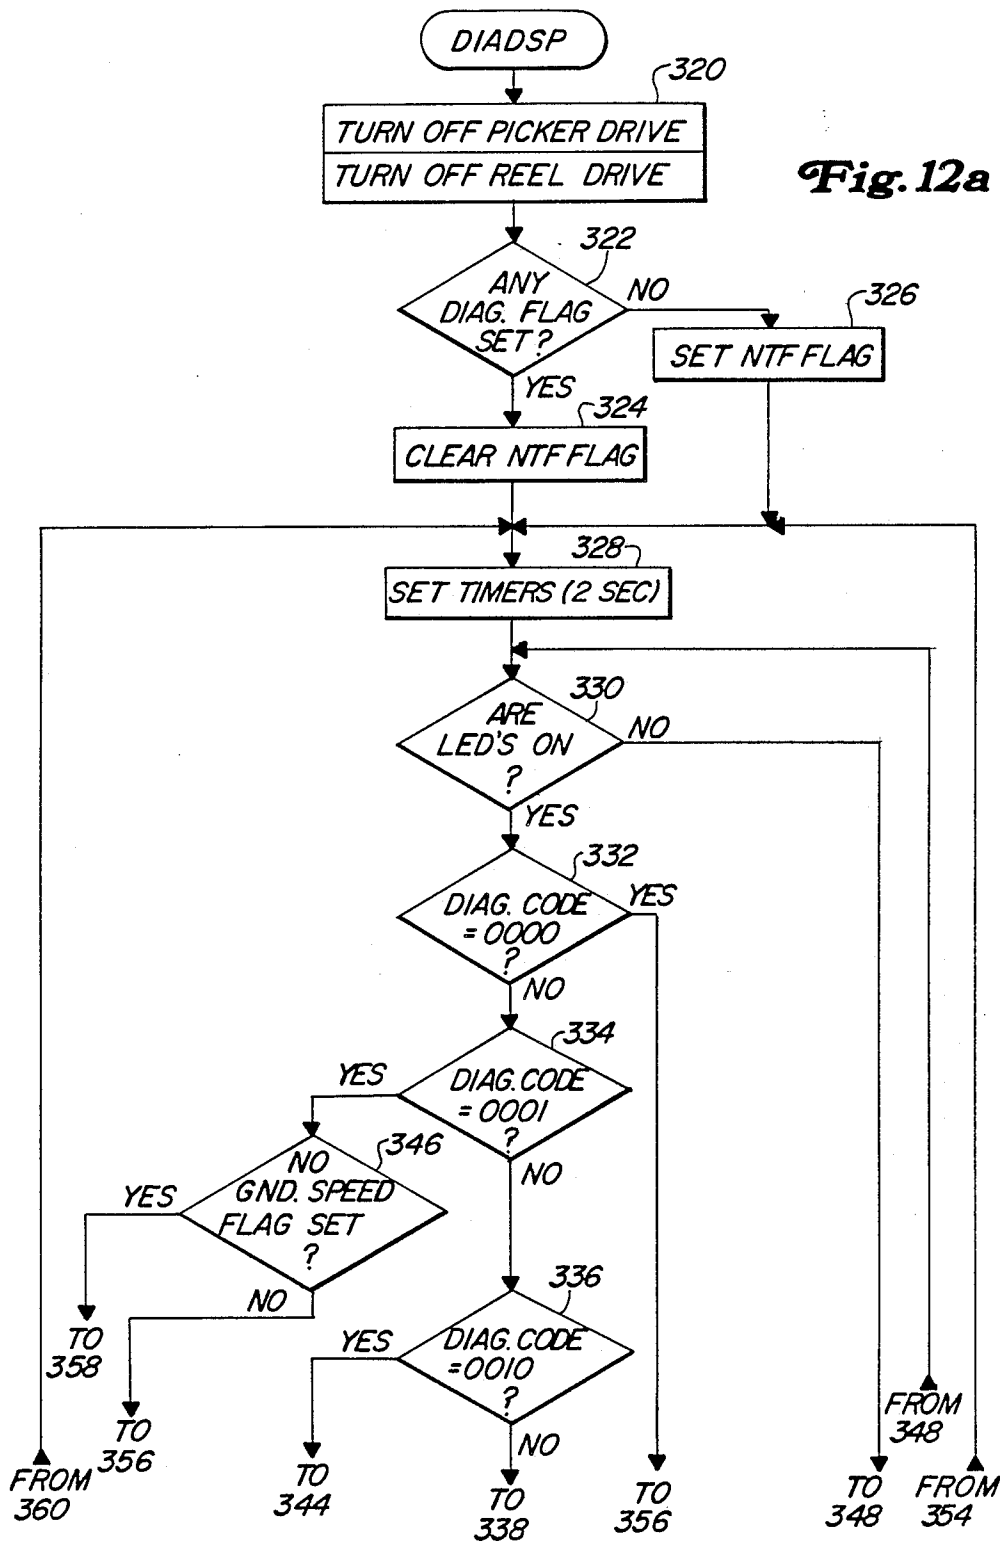 DIADSP
320
TURN OFF PICKER DRIVE
TURN OFF REEL DRIVE
Fig. 12a
322
ANY
DIAG. FLAG
SET?
NO
326
SET NTF FLAG
YES
324
CLEAR NTF FLAG
328
SET TIMERS (2 SEC)
330
ARE
LED'S ON
?
NO
YES
332
DIAG. CODE
=0000
?
YES
NO
334
DIAG. CODE
=0001
?
YES
NO
346
NO
GND. SPEED
FLAG SET
?
YES
NO
TO
358
TO
356
336
DIAG. CODE
=0010
?
YES
NO
FROM
360
TO
344
TO
338
TO
356
TO
348
FROM
348
FROM
354